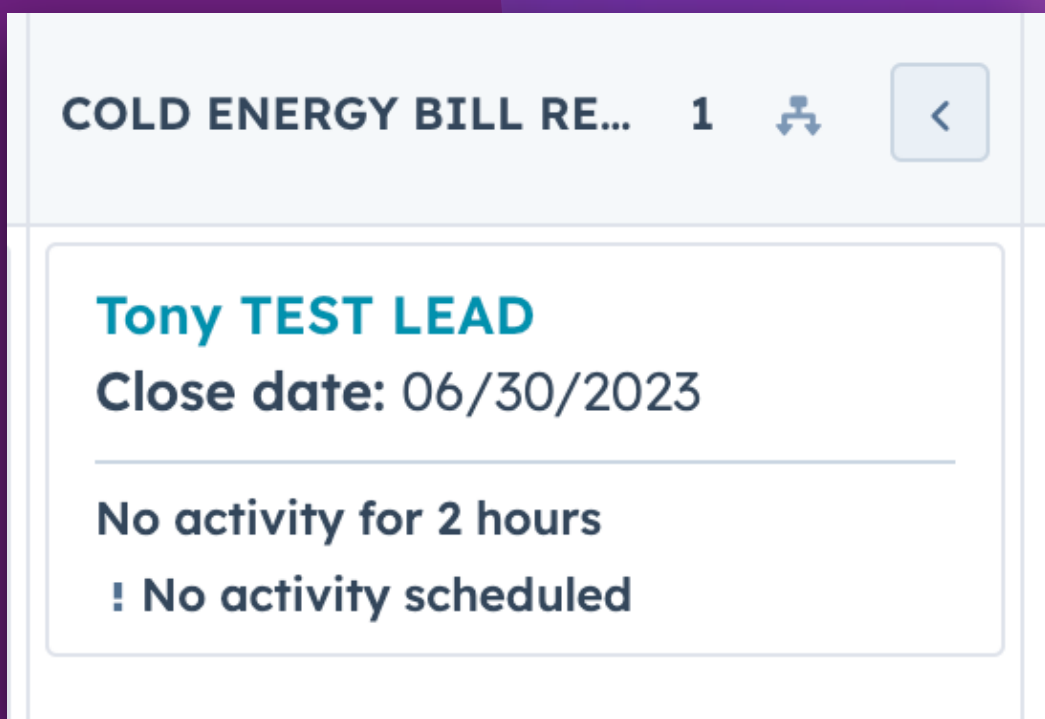 COLD ENERGY BILL RE... 1
Tony TEST LEAD
Close date: 06/30/2023
No activity for 2 hours
! No activity scheduled